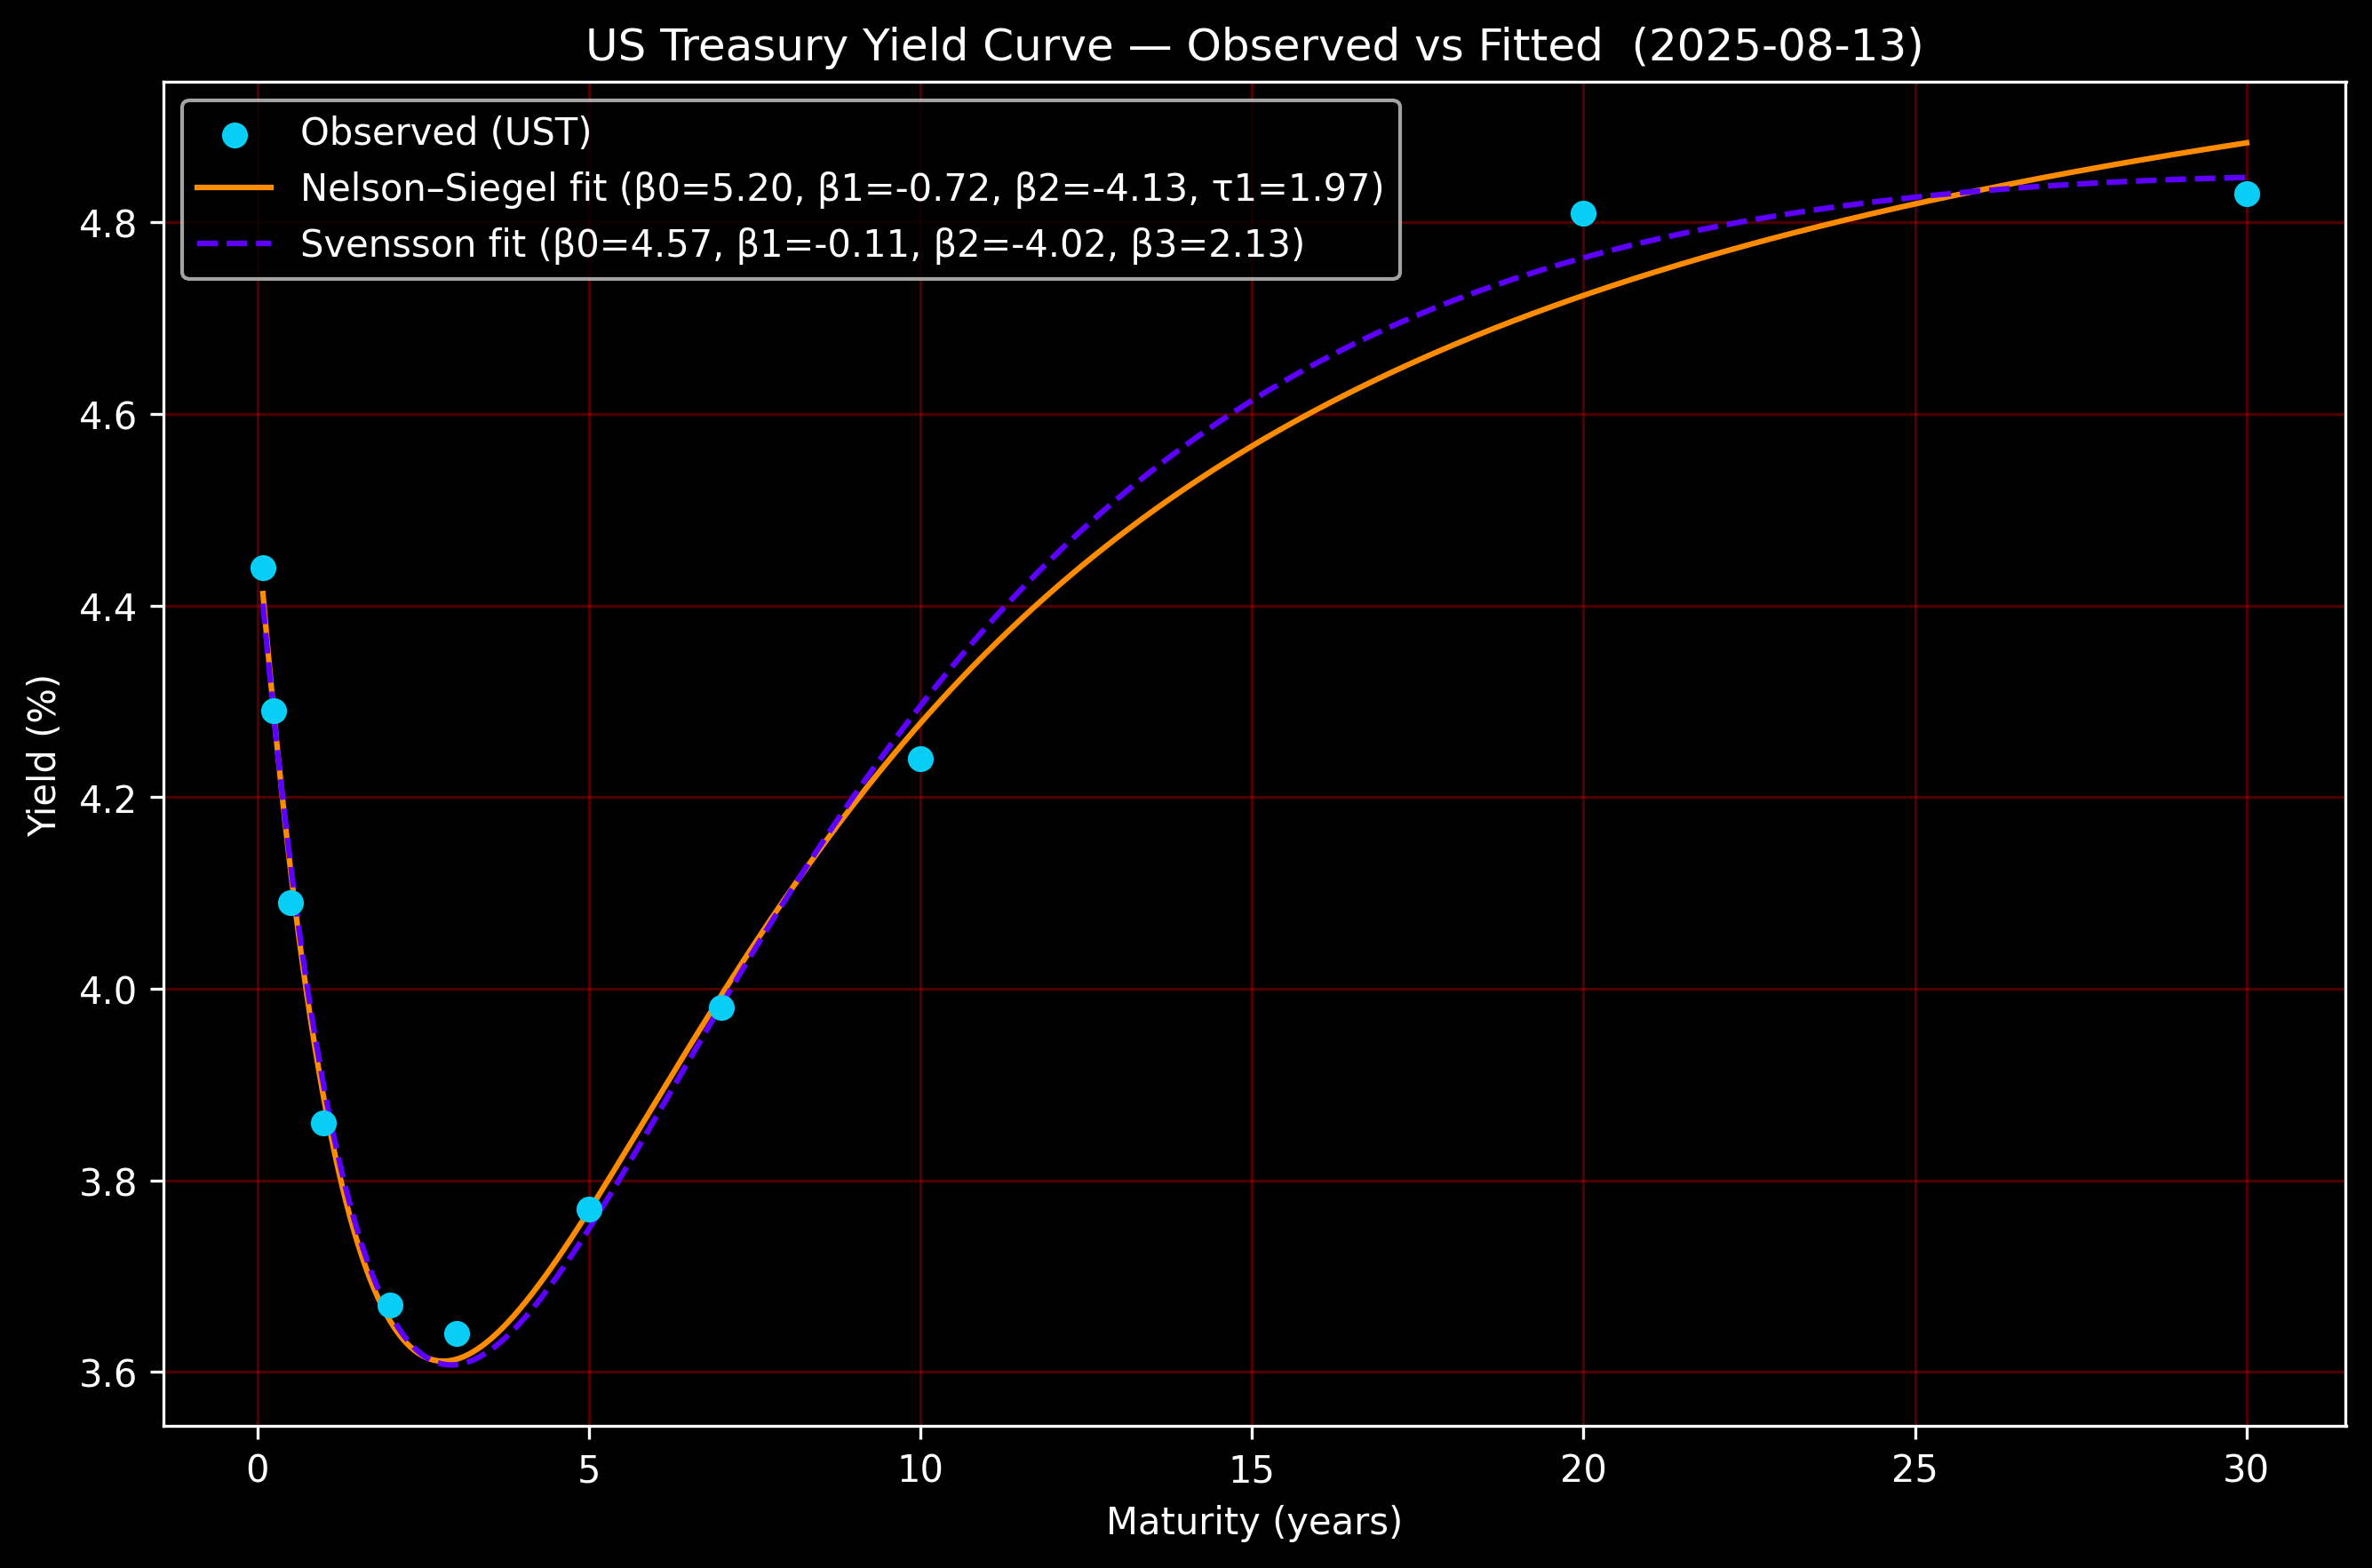 US Treasury Yield Curve — Observed vs Fitted  (2025-08-13)
Observed (UST)
Nelson–Siegel fit (β0=5.20, β1=-0.72, β2=-4.13, τ1=1.97)
Svensson fit (β0=4.57, β1=-0.11, β2=-4.02, β3=2.13)
Yield (%)
4.8
4.6
4.4
4.2
4.0
3.8
3.6
0 5 10 15 20 25 30
Maturity (years)